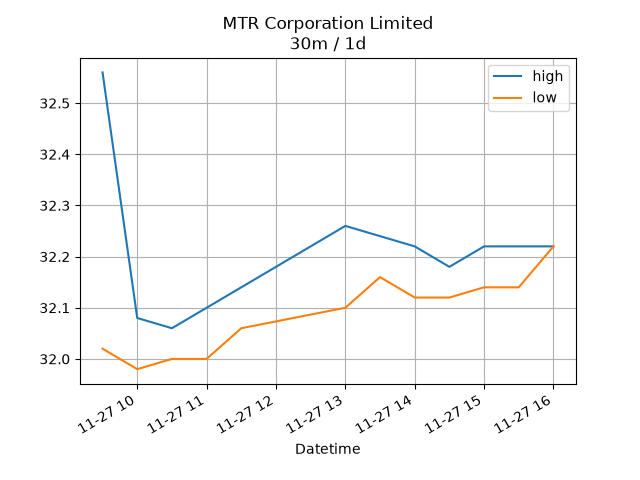 MTR Corporation Limited
30m / 1d
high
low
32.5
32.4
32.3
32.2
32.1
32.0
11-27 10
11-27 11
11-27 12
11-27 13
11-27 14
11-27 15
11-27 16
Datetime